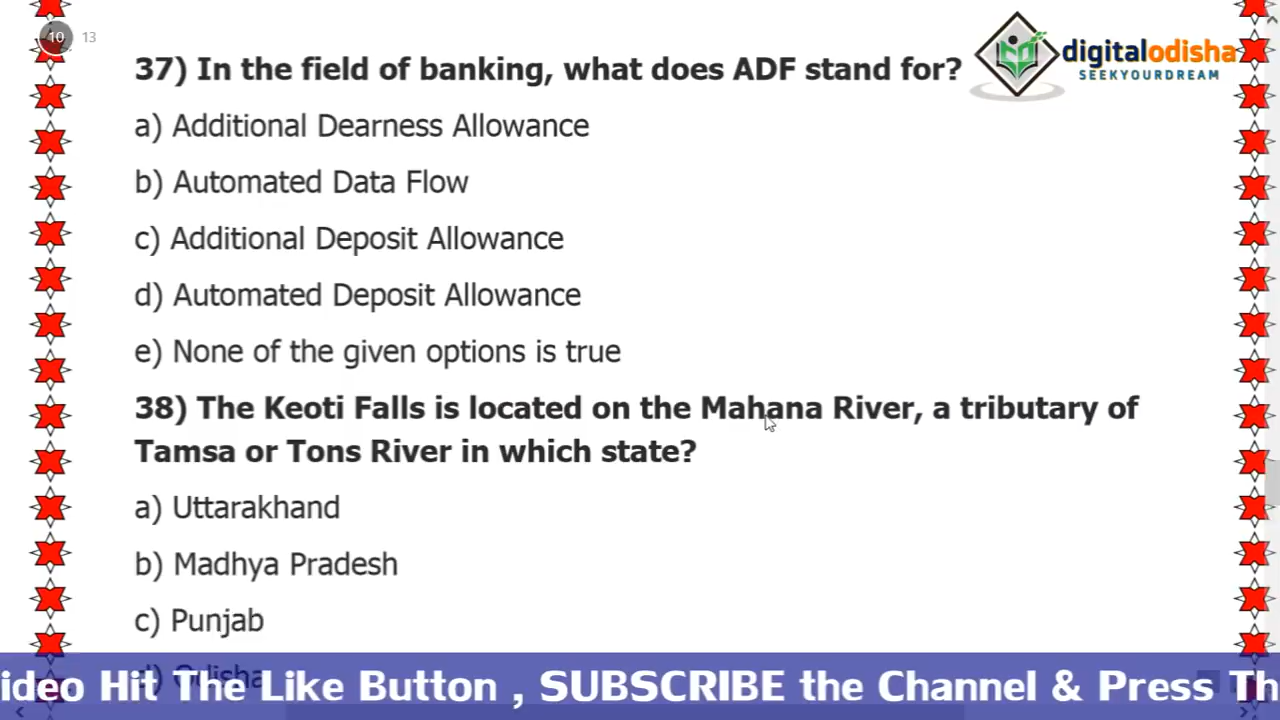 10 13
digitalodisha
SEEKYOURDREAM
37) In the field of banking, what does ADF stand for?
a) Additional Dearness Allowance
b) Automated Data Flow
c) Additional Deposit Allowance
d) Automated Deposit Allowance
e) None of the given options is true
38) The Keoti Falls is located on the Mahana River, a tributary of
Tamsa or Tons River in which state?
a) Uttarakhand
b) Madhya Pradesh
c) Punjab
d) Odisha
ideo Hit The Like Button , SUBSCRIBE the Channel & Press Th